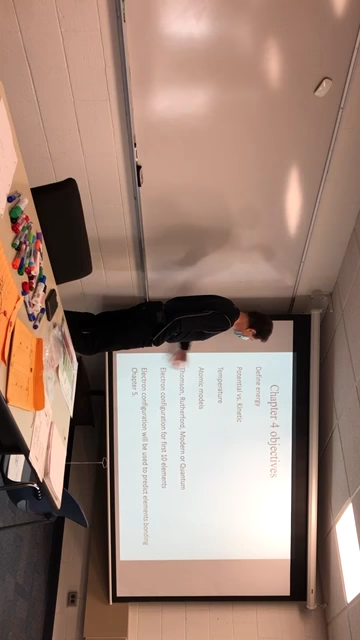 Chapter 4 objectives
Define energy
Potential vs. Kinetic
Temperature
Atomic models
Thomson, Rutherford, Modern or Quantum
Electron configuration for first 10 elements
Electron configuration will be used to predict elements bonding
Chapter 5.